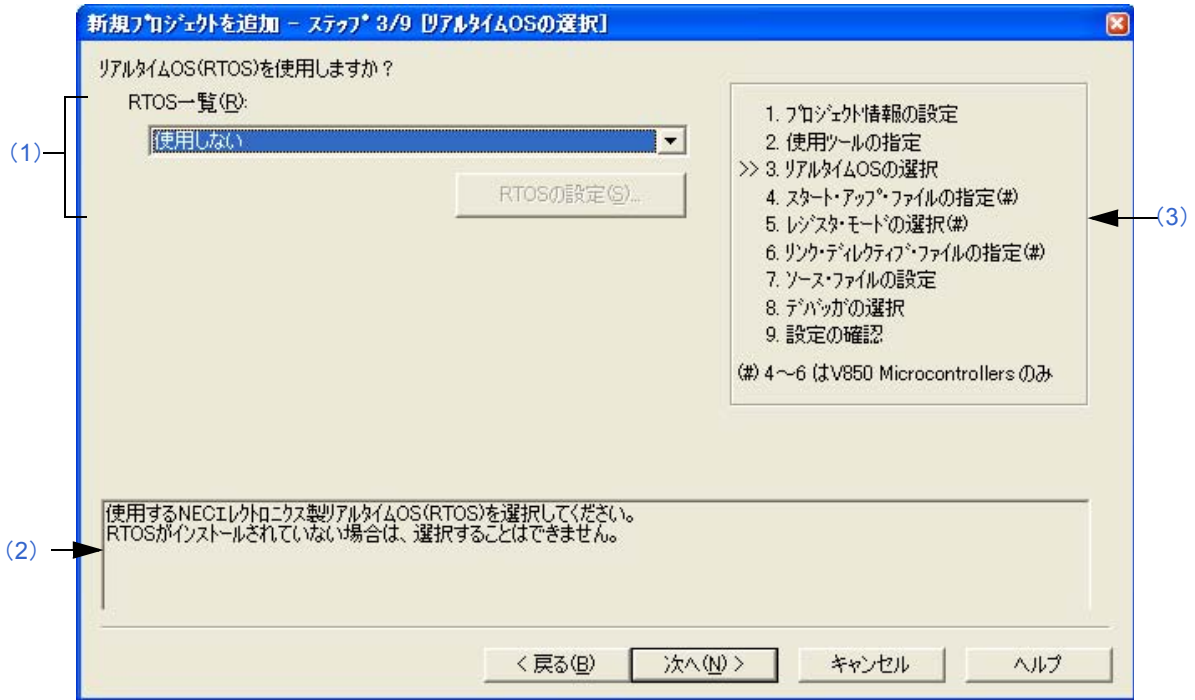 新規プロジェクトを追加 - ステップ 3/9 [リアルタイムOSの選択]
リアルタイムOS(RTOS)を使用しますか?
RTOS一覧(R):
(1)
使用しない
RTOSの設定(S)...
1. プロジェクト情報の設定
2. 使用ツールの指定
>> 3. リアルタイムOSの選択
4. スタート・アップ・ファイルの指定(#)
5. レジスタ・モードの選択(#)
6. リンク・ディレクティブ・ファイルの指定(#)
7. ソース・ファイルの設定
8. デバッガの選択
9. 設定の確認
(#) 4~6 はV850 Microcontrollers のみ
(3)
使用するNECエレクトロニクス製リアルタイムOS(RTOS)を選択してください。
RTOSがインストールされていない場合は、選択することはできません。
(2)
< 戻る(B)
次へ(N) >
キャンセル
ヘルプ